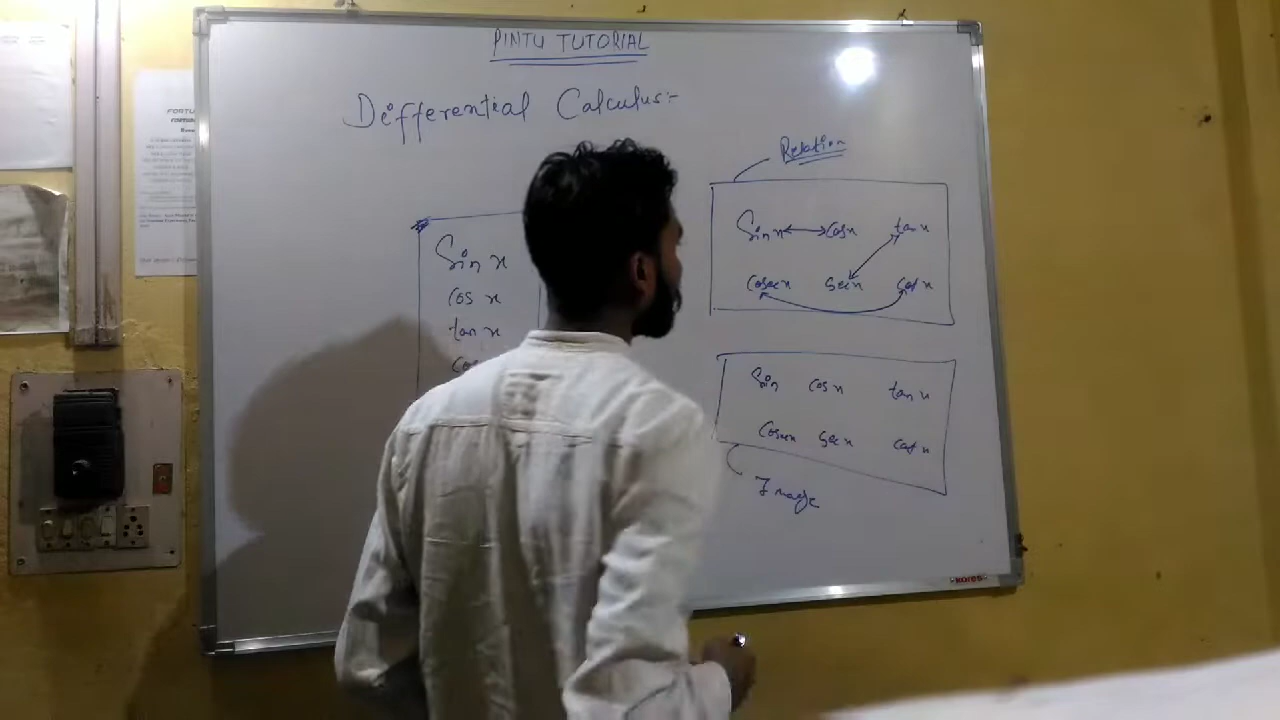 PINTU TUTORIAL
Differential Calculus:-
Relation
Sin x Cos x tan x
Cosec x Sec x Cot x
Sin x
Cos x
tan x
Sin Cos x tan x
Cosec x Sec x Cot x
Image
KORES